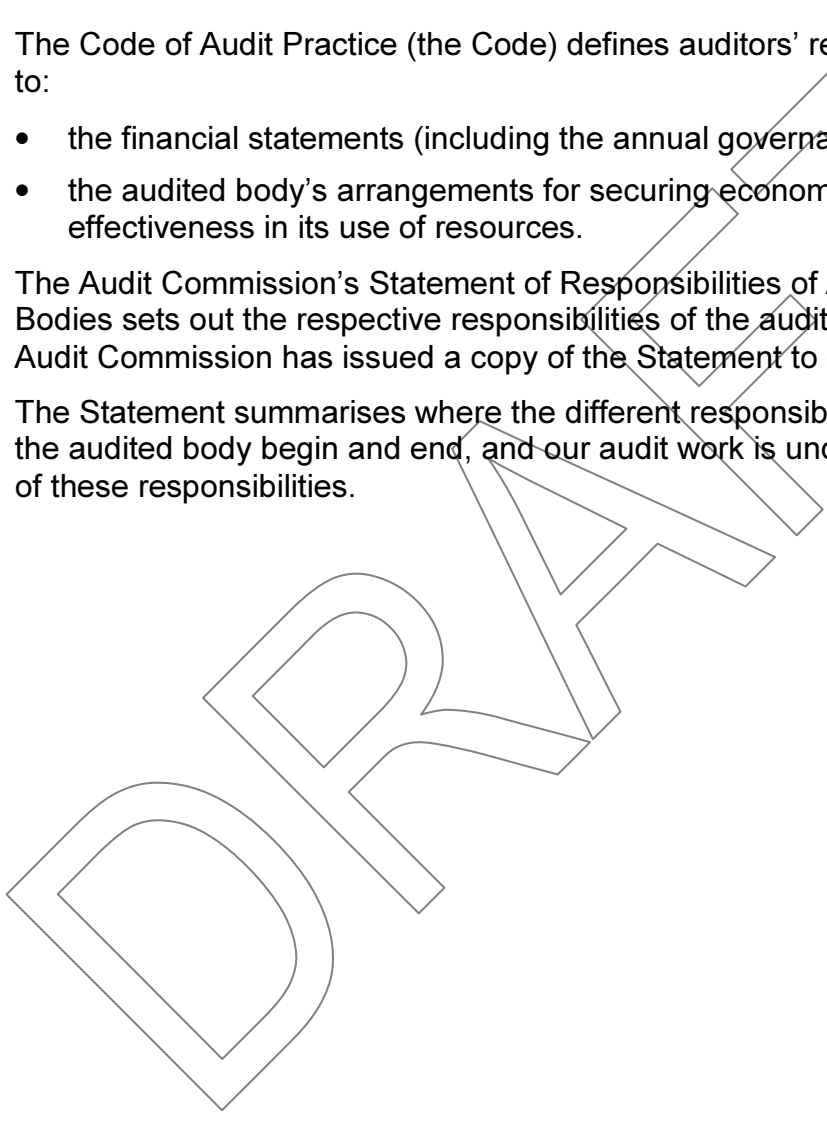 The Code of Audit Practice (the Code) defines auditors’ re
to:
• the financial statements (including the annual governa
• the audited body’s arrangements for securing econom
effectiveness in its use of resources.
The Audit Commission’s Statement of Responsibilities of
Bodies sets out the respective responsibilities of the audit
Audit Commission has issued a copy of the Statement to
The Statement summarises where the different responsib
the audited body begin and end, and our audit work is und
of these responsibilities.
DRAFT